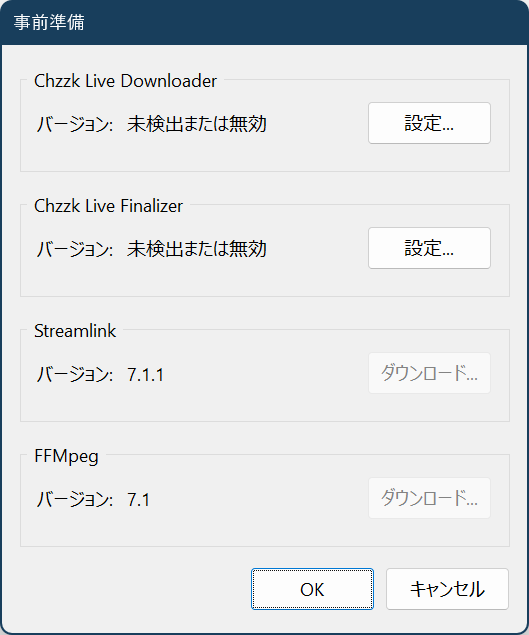 事前準備
Chzzk Live Downloader
バージョン: 未検出または無効
設定...
Chzzk Live Finalizer
バージョン: 未検出または無効
設定...
Streamlink
バージョン: 7.1.1
ダウンロード...
FFMpeg
バージョン: 7.1
ダウンロード...
OK
キャンセル